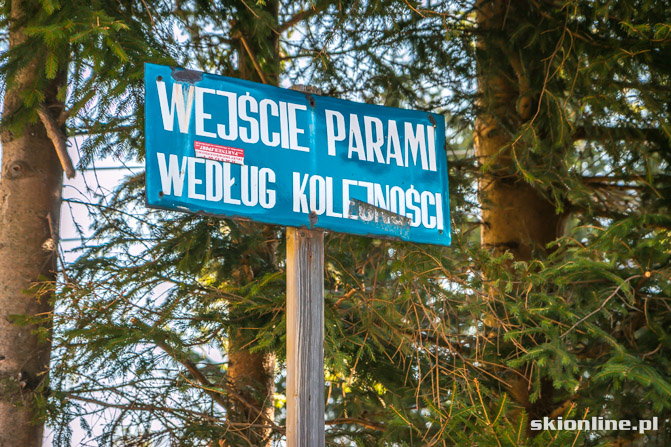 WEJŚCIE PARAMI
WEDŁUG KOLEJNOŚCI
skionline.pl